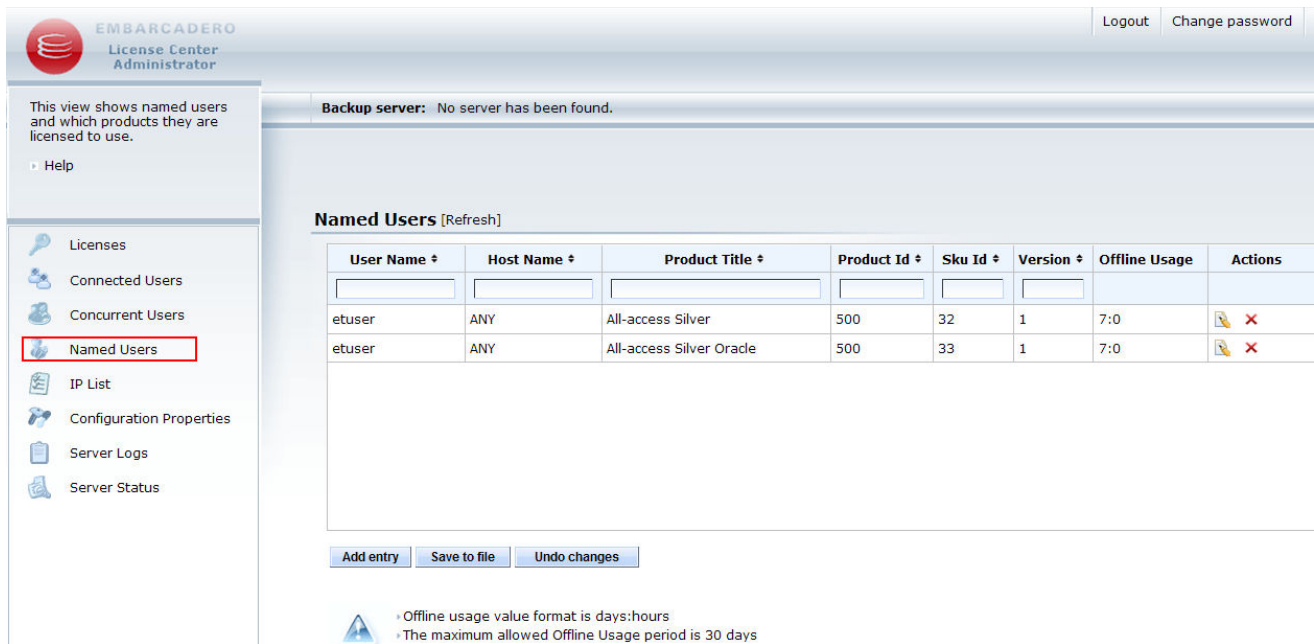 EMBARCADERO
License Center
Administrator
Logout
Change password
This view shows named users
and which products they are
licensed to use.
Help
Backup server: No server has been found.
Licenses
Connected Users
Concurrent Users
Named Users
IP List
Configuration Properties
Server Logs
Server Status
Named Users [Refresh]
User Name Host Name Product Title Product Id Sku Id Version Offline Usage Actions
etuser ANY All-access Silver 500 32 1 7:0
etuser ANY All-access Silver Oracle 500 33 1 7:0
Add entry Save to file Undo changes
Offline usage value format is days:hours
The maximum allowed Offline Usage period is 30 days